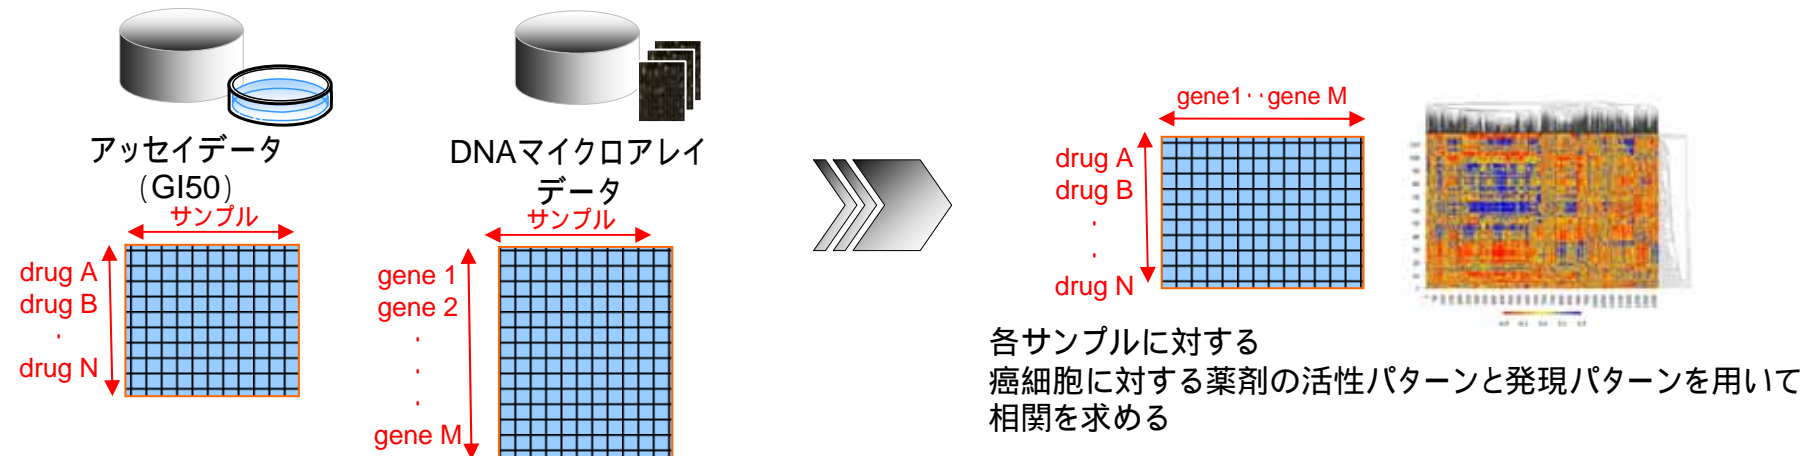 アッセイデータ
(GI50)
サンプル
drug A
drug B
・
drug N
DNAマイクロアレイ
データ
サンプル
gene 1
gene 2
・
・
・
gene M
gene1・・gene M
drug A
drug B
・
・
drug N
各サンプルに対する
癌細胞に対する薬剤の活性パターンと発現パターンを用いて
相関を求める